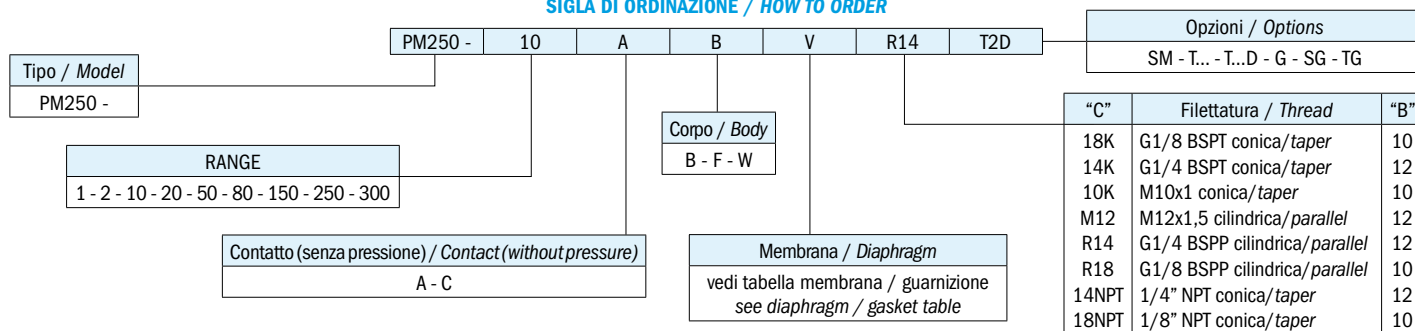 SIGLA DI ORDINAZIONE / HOW TO ORDER
PM250 - 10 A B V R14 T2D
Opzioni / Options
SM - T... - T...D - G - SG - TG
Tipo / Model
PM250 -
"C" Filettatura / Thread "B"
18K G1/8 BSPT conica/taper 10
14K G1/4 BSPT conica/taper 12
10K M10x1 conica/taper 10
M12 M12x1,5 cilindrica/parallel 12
R14 G1/4 BSPP cilindrica/parallel 12
R18 G1/8 BSPP cilindrica/parallel 10
14NPT 1/4" NPT conica/taper 12
18NPT 1/8" NPT conica/taper 10
Corpo / Body
B - F - W
RANGE
1 - 2 - 10 - 20 - 50 - 80 - 150 - 250 - 300
Contatto (senza pressione) / Contact (without pressure)
A - C
Membrana / Diaphragm
vedi tabella membrana / guarnizione
see diaphragm / gasket table